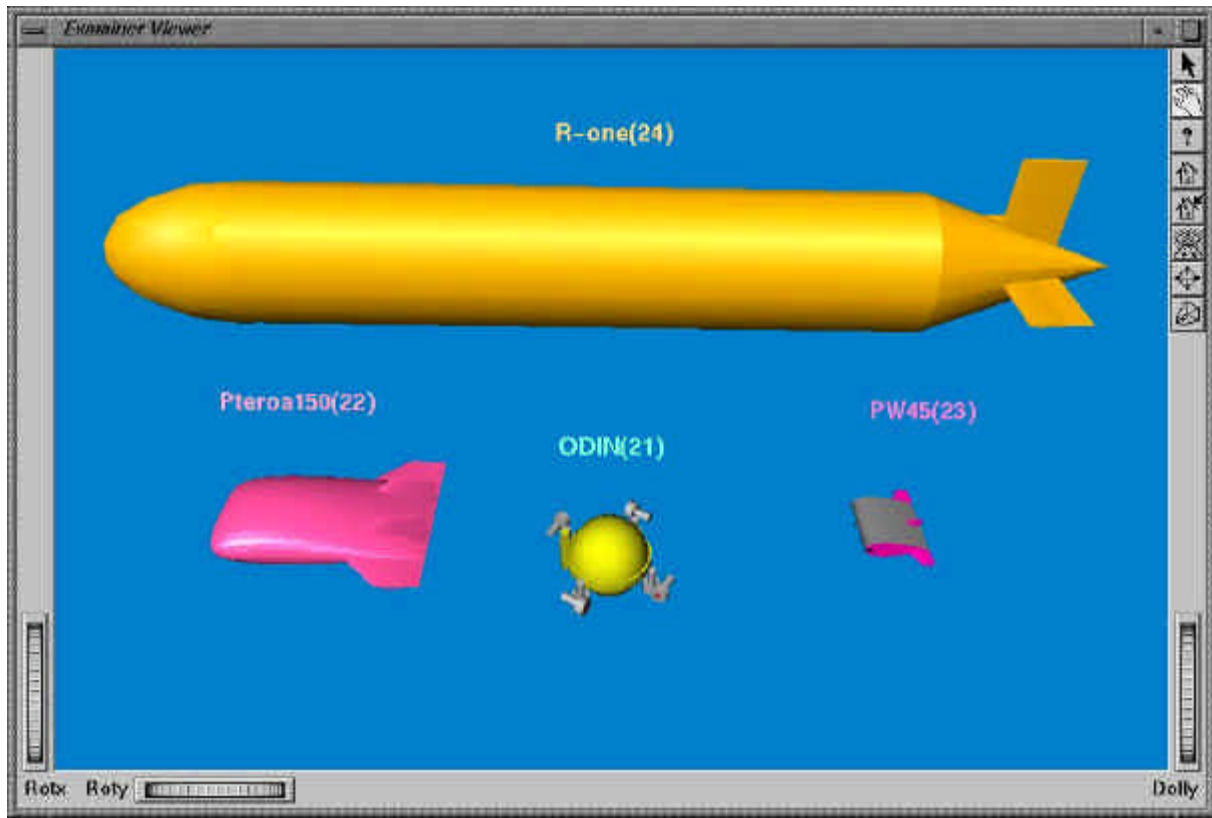 Examiner Viewer
R-one(24)
Pteroa150(22)
PW45(23)
ODIN(21)
Rotx Roty Dolly